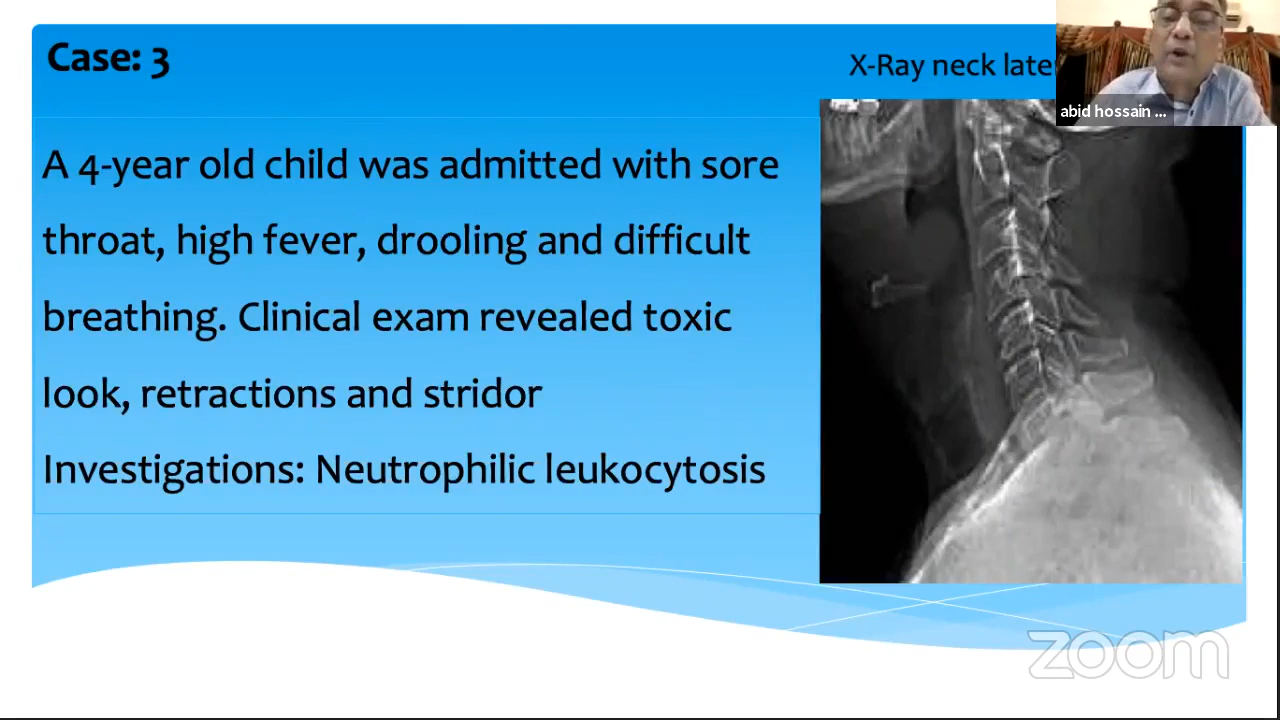 Case: 3
X-Ray neck late
abid hossain ...
A 4-year old child was admitted with sore
throat, high fever, drooling and difficult
breathing. Clinical exam revealed toxic
look, retractions and stridor
Investigations: Neutrophilic leukocytosis
zoom